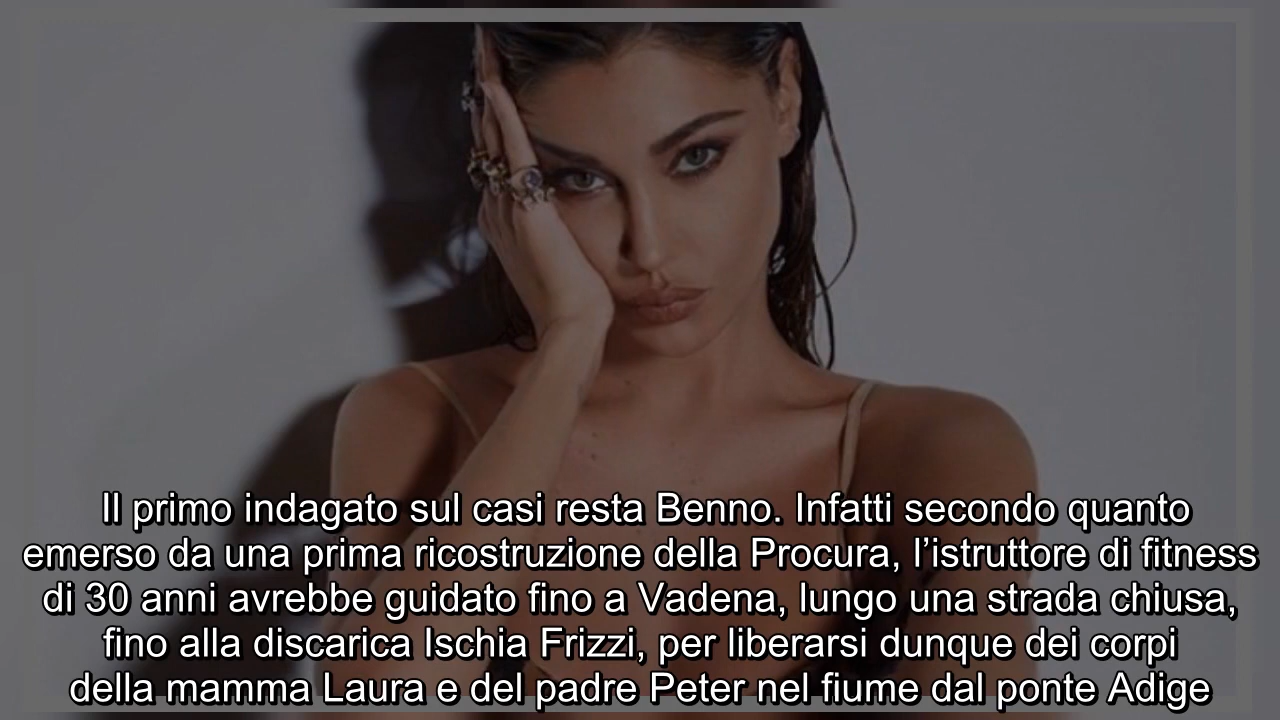 Il primo indagato sul casi resta Benno. Infatti secondo quanto
emerso da una prima ricostruzione della Procura, l’istruttore di fitness
di 30 anni avrebbe guidato fino a Vadena, lungo una strada chiusa,
fino alla discarica Ischia Frizzi, per liberarsi dunque dei corpi
della mamma Laura e del padre Peter nel fiume dal ponte Adige